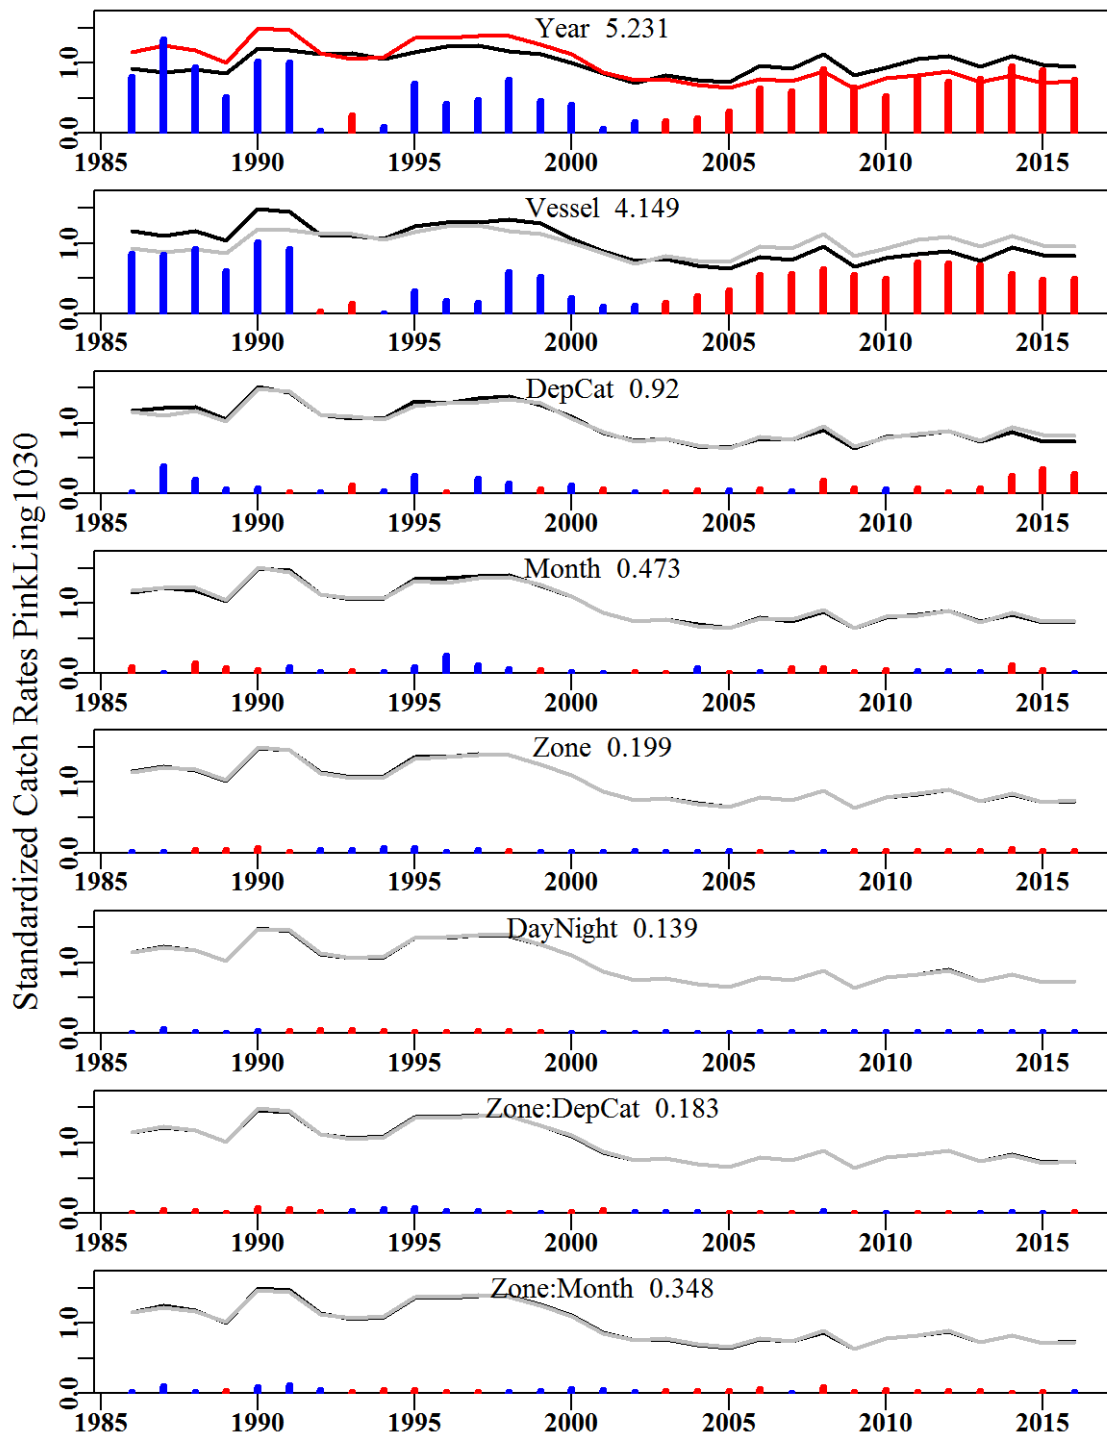 Standardized Catch Rates PinkLing1030
Year 5.231
0.0 1.0
1985 1990 1995 2000 2005 2010 2015
Vessel 4.149
0.0 1.0
1985 1990 1995 2000 2005 2010 2015
DepCat 0.92
0.0 1.0
1985 1990 1995 2000 2005 2010 2015
Month 0.473
0.0 1.0
1985 1990 1995 2000 2005 2010 2015
Zone 0.199
0.0 1.0
1985 1990 1995 2000 2005 2010 2015
DayNight 0.139
0.0 1.0
1985 1990 1995 2000 2005 2010 2015
Zone:DepCat 0.183
0.0 1.0
1985 1990 1995 2000 2005 2010 2015
Zone:Month 0.348
0.0 1.0
1985 1990 1995 2000 2005 2010 2015